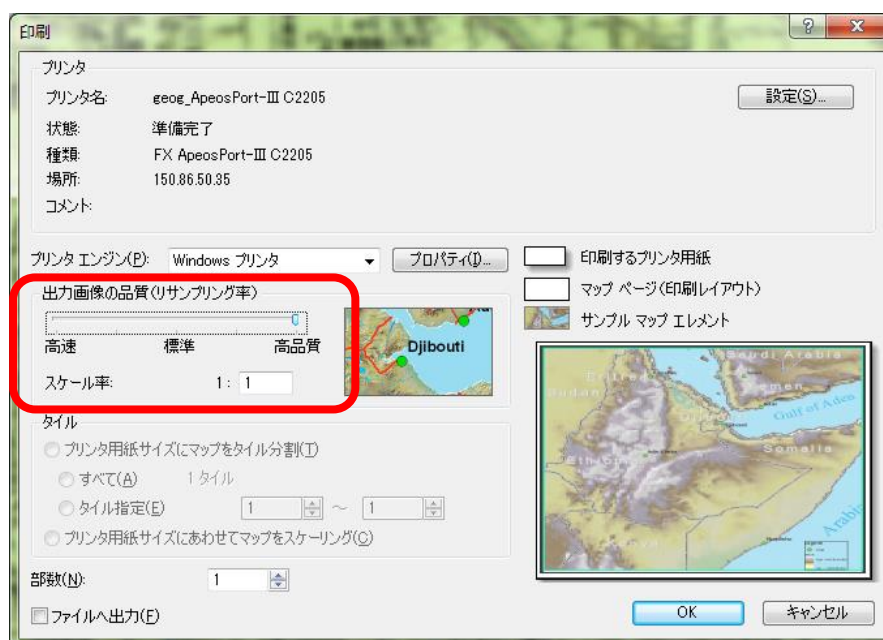 印刷
プリンタ
プリンタ名: geog_ApeosPort-Ⅲ C2205
設定(S)...
状態: 準備完了
種類: FX ApeosPort-Ⅲ C2205
場所: 150.86.50.35
コメント:
プリンタ エンジン(P): Windows プリンタ
プロパティ(I)...
印刷するプリンタ用紙
マップ ページ(印刷レイアウト)
サンプル マップ エレメント
出力画像の品質(リサンプリング率)
高速 標準 高品質
スケール率: 1 : 1
Djibouti
タイル
プリンタ用紙サイズにマップをタイル分割(T)
すべて(A) 1 タイル
タイル指定(E) 1 ～ 1
プリンタ用紙サイズにあわせてマップをスケーリング(C)
Saudi Arabia
Eritrea
Yemen
Sudan
Gulf of Aden
Somalia
Ethiopia
部数(N): 1
ファイルへ出力(F)
OK
キャンセル